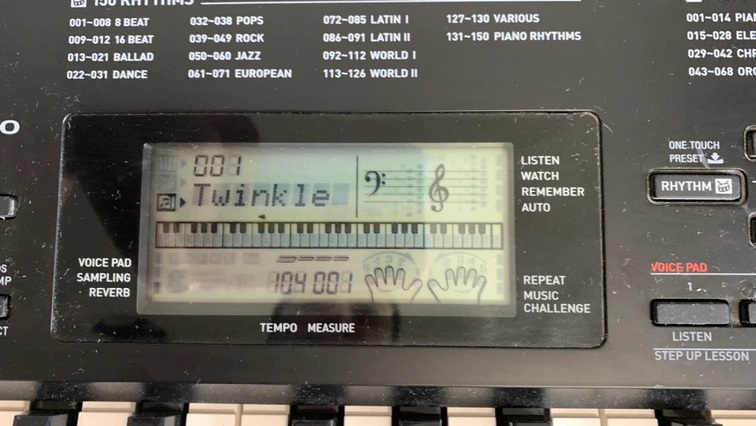 150 RHYTHMS
001~008 8 BEAT
009~012 16 BEAT
013~021 BALLAD
022~031 DANCE
032~038 POPS
039~049 ROCK
050~060 JAZZ
061~071 EUROPEAN
072~085 LATIN I
086~091 LATIN II
092~112 WORLD I
113~126 WORLD II
127~130 VARIOUS
131~150 PIANO RHYTHMS
001~014
015~028
029~042
043~068
001
Twinkle
104 001
LISTEN
WATCH
REMEMBER
AUTO
VOICE PAD
SAMPLING
REVERB
REPEAT
MUSIC
CHALLENGE
TEMPO MEASURE
ONE TOUCH
PRESET
RHYTHM
VOICE PAD
1
LISTEN
STEP UP LESSON